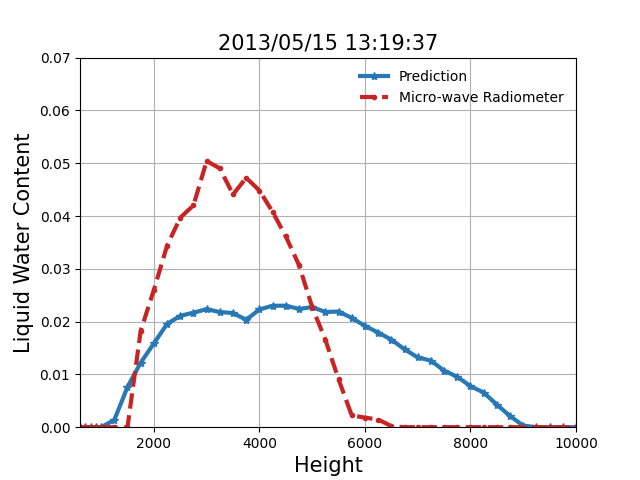 2013/05/15 13:19:37
Prediction
Micro-wave Radiometer
Liquid Water Content
0.07
0.06
0.05
0.04
0.03
0.02
0.01
0.00
2000 4000 6000 8000 10000
Height